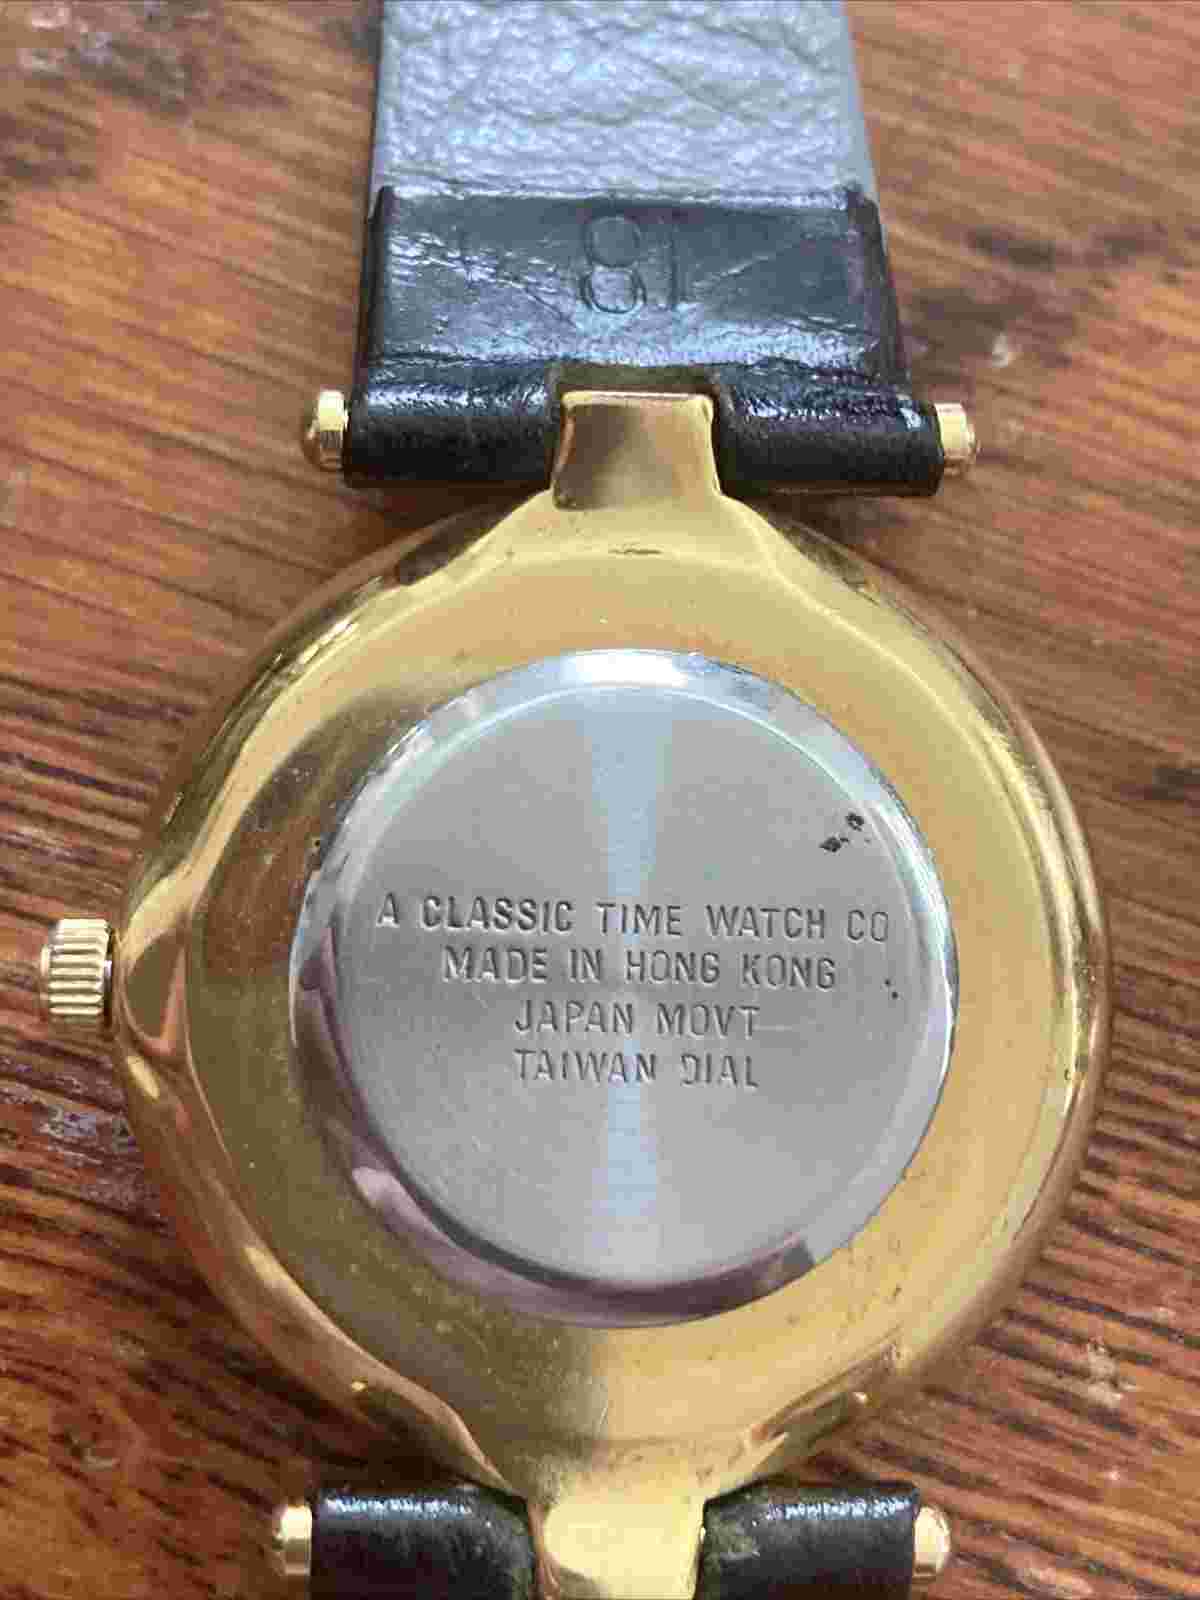 18
A CLASSIC TIME WATCH CO
MADE IN HONG KONG
JAPAN MOVT
TAIWAN DIAL